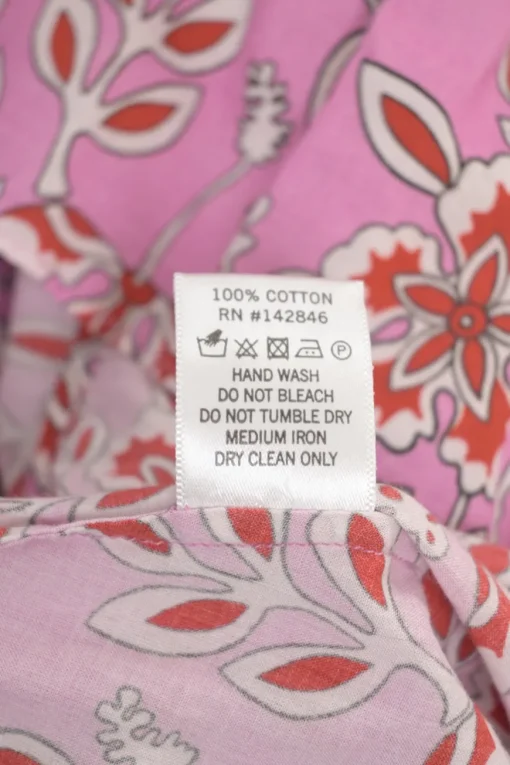 100% COTTON
RN #142846
P
HAND WASH
DO NOT BLEACH
DO NOT TUMBLE DRY
MEDIUM IRON
DRY CLEAN ONLY